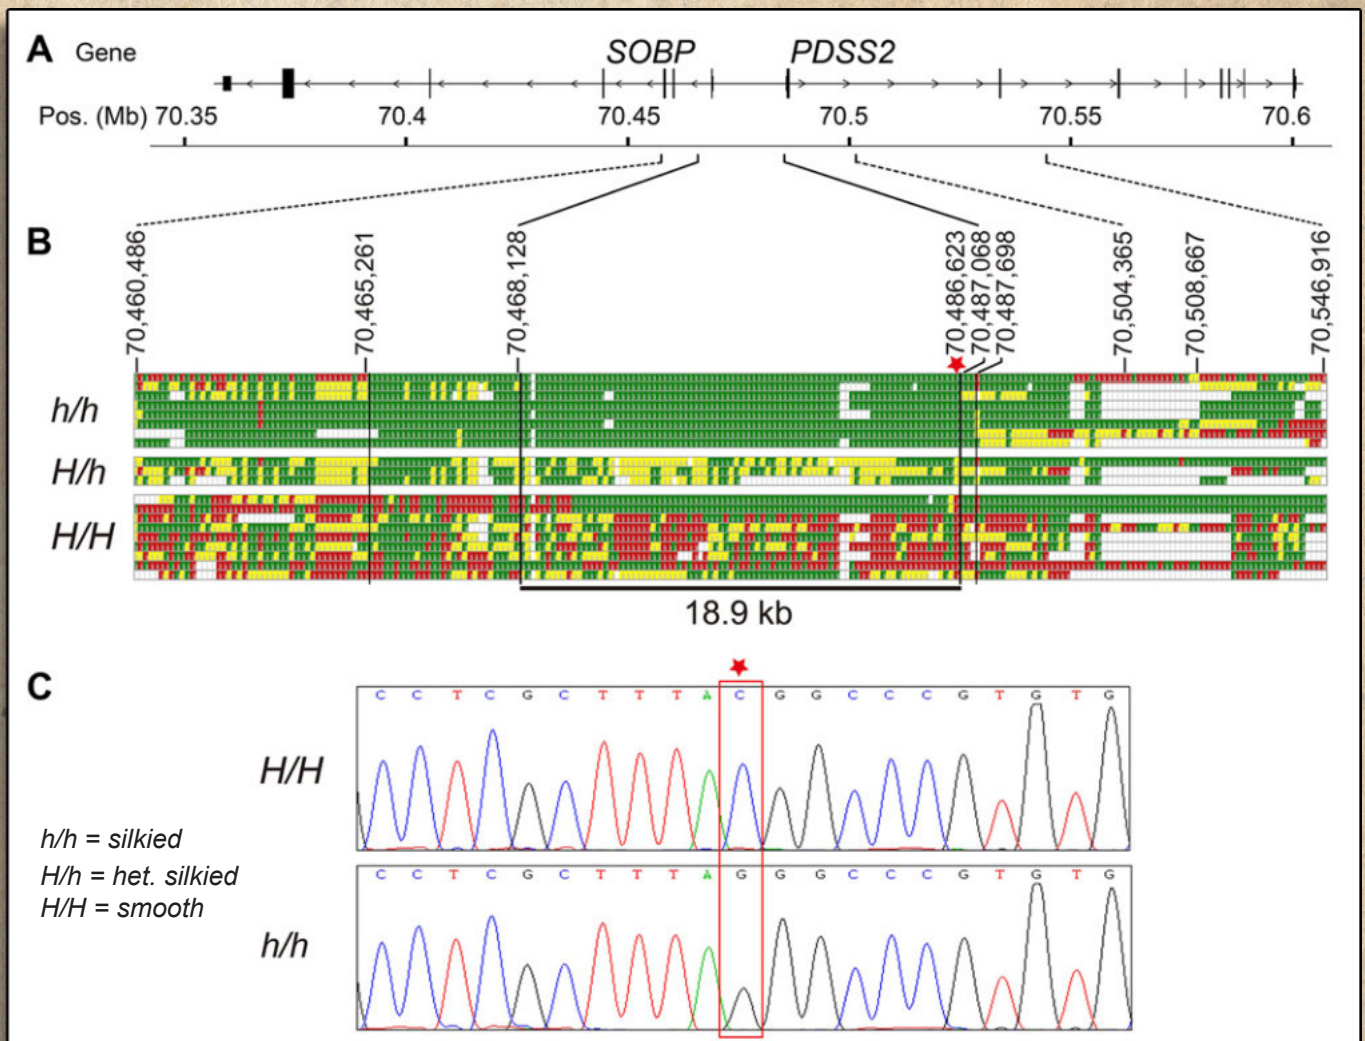 A Gene SOBP PDSS2
Pos. (Mb) 70.35 70.4 70.45 70.5 70.55 70.6
B
70,460,486 70,465,261 70,468,128 70,486,623 70,487,068 70,487,698 70,504,365 70,508,667 70,546,916
h/h
H/h
H/H
18.9 kb
C
C C T C G C T T T A C G G C C C G T G T G
H/H
C C T C G C T T T A G G G C C C G T G T G
h/h
h/h = silkied
H/h = het. silkied
H/H = smooth